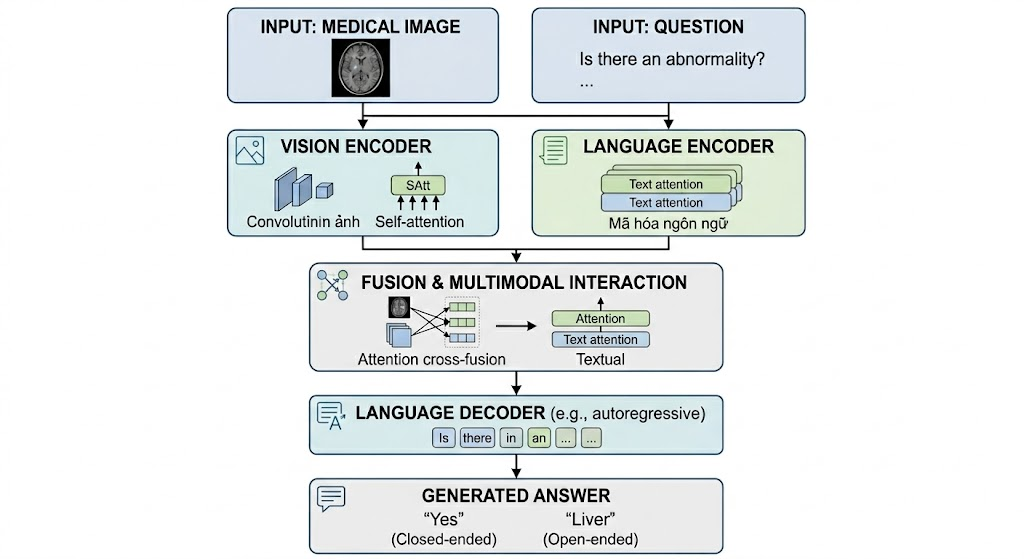 INPUT: MEDICAL IMAGE
INPUT: QUESTION
Is there an abnormality?
...
VISION ENCODER
SAtt
Convolutinin ảnh
Self-attention
LANGUAGE ENCODER
Text attention
Text attention
Mã hóa ngôn ngữ
FUSION & MULTIMODAL INTERACTION
Attention cross-fusion
Attention
Text attention
Textual
LANGUAGE DECODER (e.g., autoregressive)
Is there in an ... ...
GENERATED ANSWER
“Yes”
(Closed-ended)
“Liver”
(Open-ended)